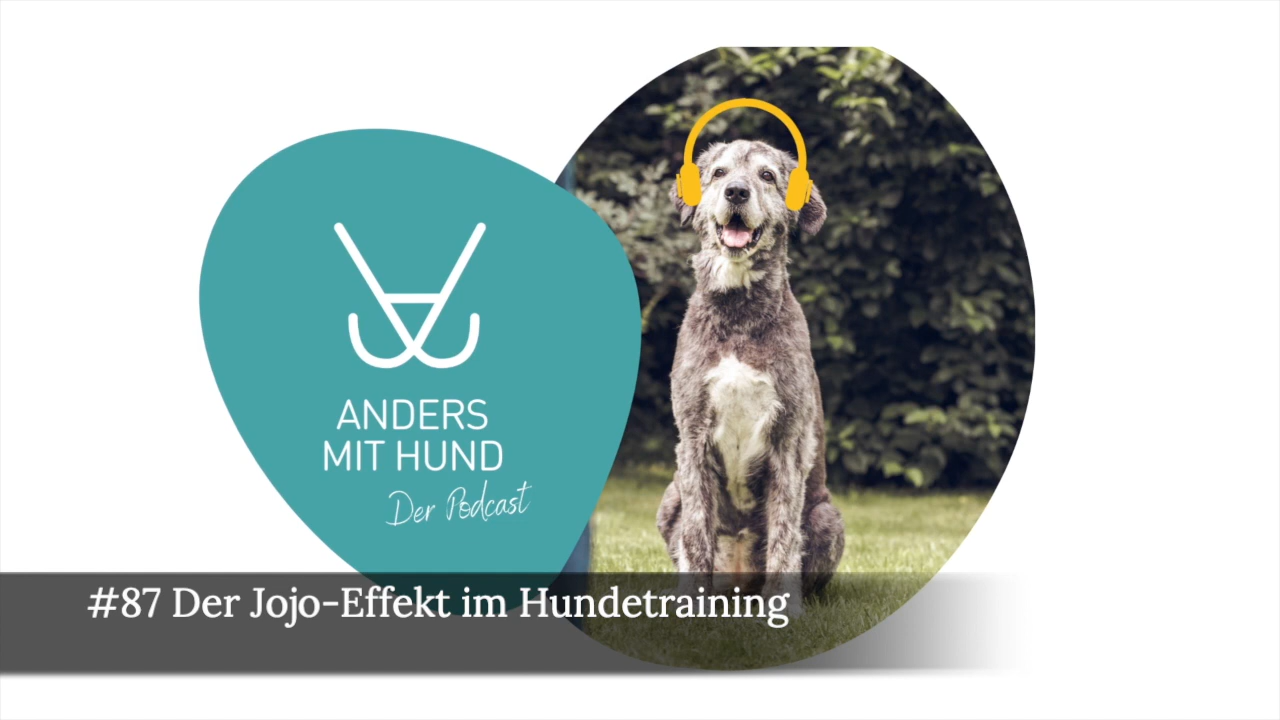 ANDERS
MIT HUND
Der Podcast
#87 Der Jojo-Effekt im Hundetraining